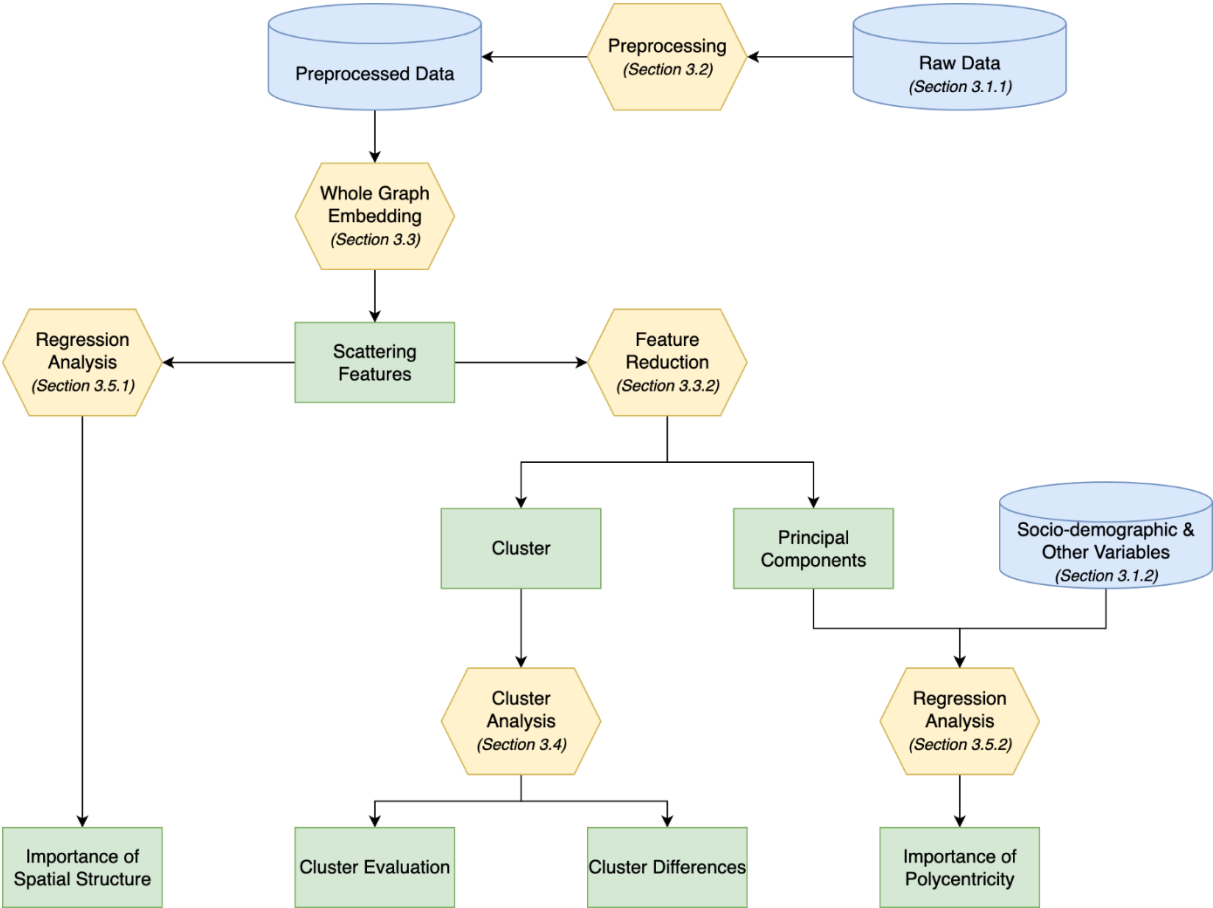 Preprocessed Data
Preprocessing
(Section 3.2)
Raw Data
(Section 3.1.1)
Whole Graph
Embedding
(Section 3.3)
Regression
Analysis
(Section 3.5.1)
Scattering
Features
Feature
Reduction
(Section 3.3.2)
Cluster
Principal
Components
Socio-demographic &
Other Variables
(Section 3.1.2)
Cluster
Analysis
(Section 3.4)
Regression
Analysis
(Section 3.5.2)
Importance of
Spatial Structure
Cluster Evaluation
Cluster Differences
Importance of
Polycentricity